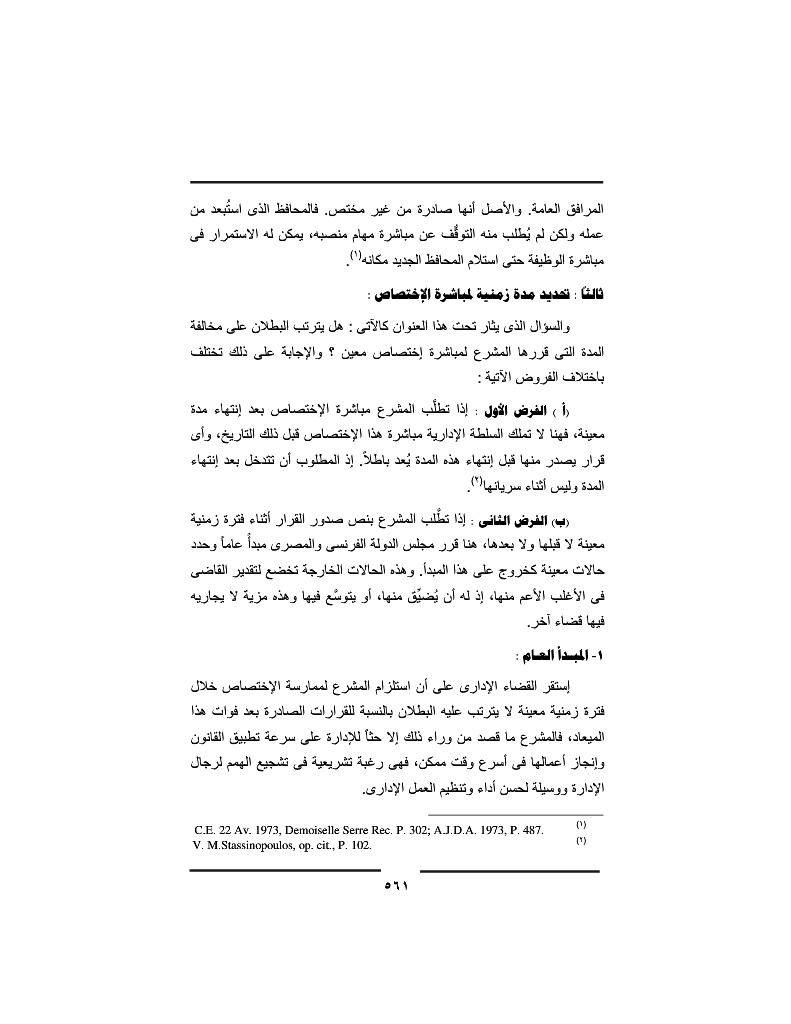 المرافق العامة. والأصل أنها صادرة من غير مختص. فالمحافظ الذى استُبعد من
عمله ولكن لم يُطلب منه التوقُّف عن مباشرة مهام منصبه، يمكن له الاستمرار فى
مباشرة الوظيفة حتى استلام المحافظ الجديد مكانه(١).
ثالثًا : تحديد مدة زمنية لمباشرة الإختصاص :
والسؤال الذى يثار تحت هذا العنوان كالآتى : هل يترتب البطلان على مخالفة
المدة التى قررها المشرع لمباشرة إختصاص معين ؟ والإجابة على ذلك تختلف
باختلاف الفروض الآتية :
(أ ) الفرض الأول : إذا تطلَّب المشرع مباشرة الإختصاص بعد إنتهاء مدة
معينة، فهنا لا تملك السلطة الإدارية مباشرة هذا الإختصاص قبل ذلك التاريخ، وأى
قرار يصدر منها قبل إنتهاء هذه المدة يُعد باطلاً. إذ المطلوب أن تتدخل بعد إنتهاء
المدة وليس أثناء سريانها(٢).
(ب) الفرض الثانى : إذا تطَّلب المشرع بنص صدور القرار أثناء فترة زمنية
معينة لا قبلها ولا بعدها، هنا قرر مجلس الدولة الفرنسى والمصرى مبدأً عاماً وحدد
حالات معينة كخروج على هذا المبدأ. وهذه الحالات الخارجة تخضع لتقدير القاضى
فى الأغلب الأعم منها، إذ له أن يُضيِّق منها، أو يتوسَّع فيها وهذه مزية لا يجاريه
فيها قضاء آخر.
١- المبدأ العام :
إستقر القضاء الإدارى على أن استلزام المشرع لممارسة الإختصاص خلال
فترة زمنية معينة لا يترتب عليه البطلان بالنسبة للقرارات الصادرة بعد فوات هذا
الميعاد، فالمشرع ما قصد من وراء ذلك إلا حثاً للإدارة على سرعة تطبيق القانون
وإنجاز أعمالها فى أسرع وقت ممكن، فهى رغبة تشريعية فى تشجيع الهمم لرجال
الإدارة ووسيلة لحسن أداء وتنظيم العمل الإدارى.
(١) C.E. 22 Av. 1973, Demoiselle Serre Rec. P. 302; A.J.D.A. 1973, P. 487.
(٢) V. M.Stassinopoulos, op. cit., P. 102.
٥٦١